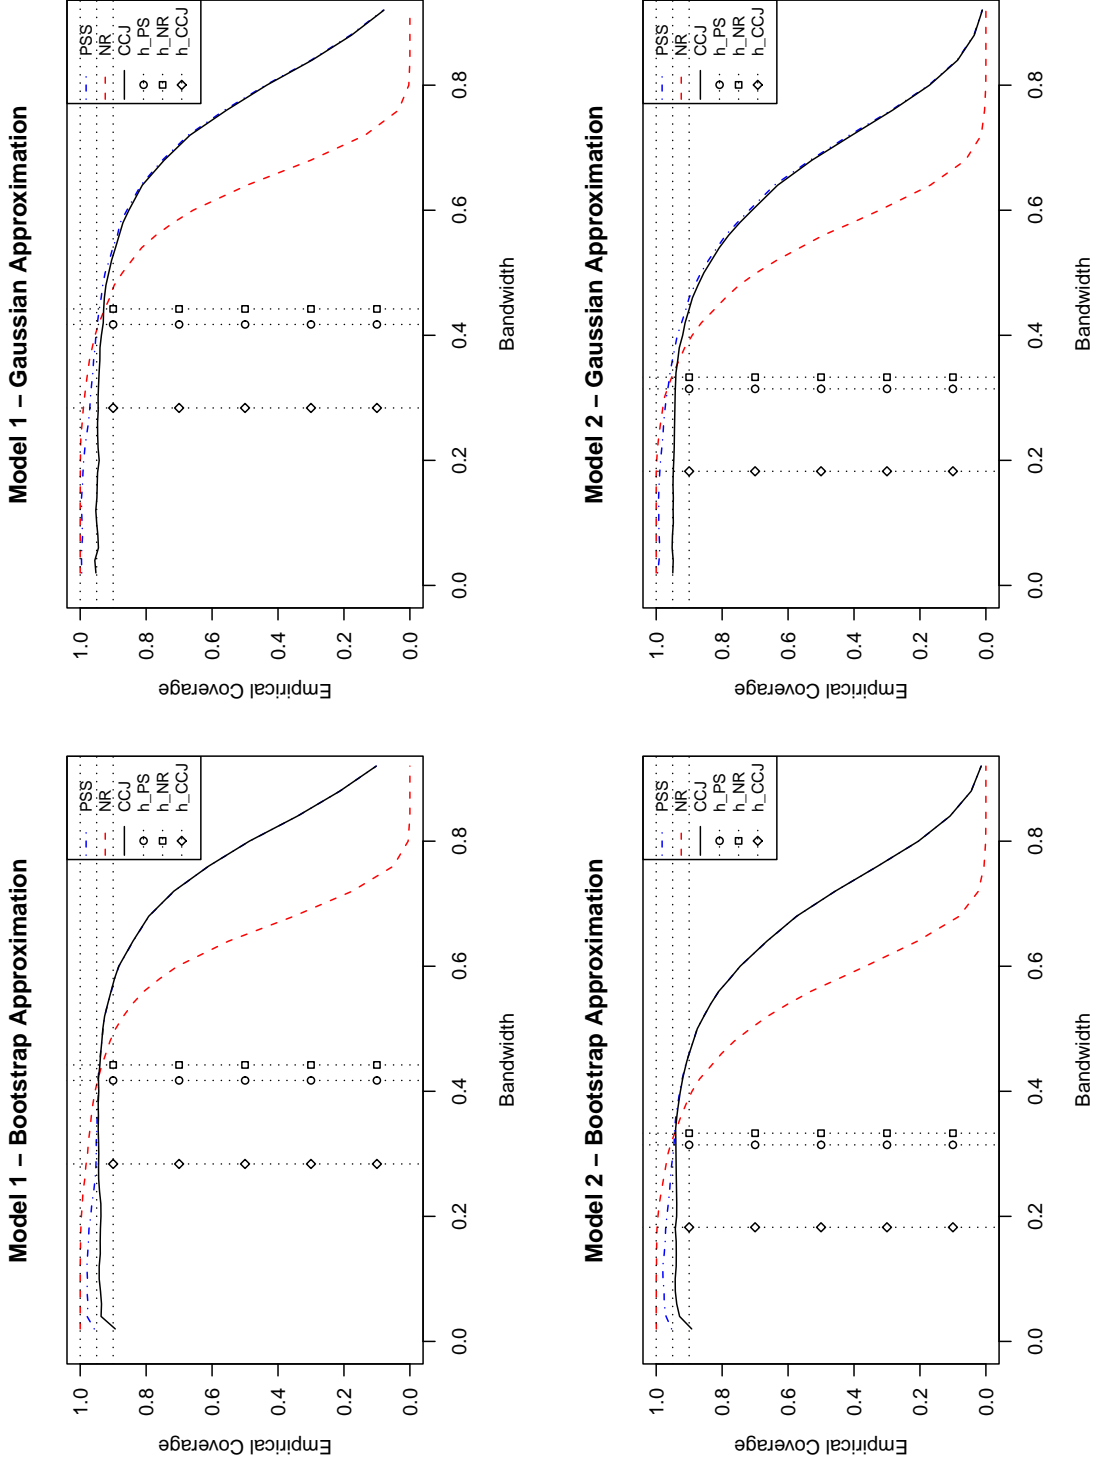 Model 1 – Bootstrap Approximation
Empirical Coverage
1.0
0.8
0.6
0.4
0.2
0.0
PSS
NR
CCJ
h_PS
h_NR
h_CCJ
0.0 0.2 0.4 0.6 0.8
Bandwidth
Model 1 – Gaussian Approximation
Empirical Coverage
1.0
0.8
0.6
0.4
0.2
0.0
PSS
NR
CCJ
h_PS
h_NR
h_CCJ
0.0 0.2 0.4 0.6 0.8
Bandwidth
Model 2 – Bootstrap Approximation
Empirical Coverage
1.0
0.8
0.6
0.4
0.2
0.0
PSS
NR
CCJ
h_PS
h_NR
h_CCJ
0.0 0.2 0.4 0.6 0.8
Bandwidth
Model 2 – Gaussian Approximation
Empirical Coverage
1.0
0.8
0.6
0.4
0.2
0.0
PSS
NR
CCJ
h_PS
h_NR
h_CCJ
0.0 0.2 0.4 0.6 0.8
Bandwidth